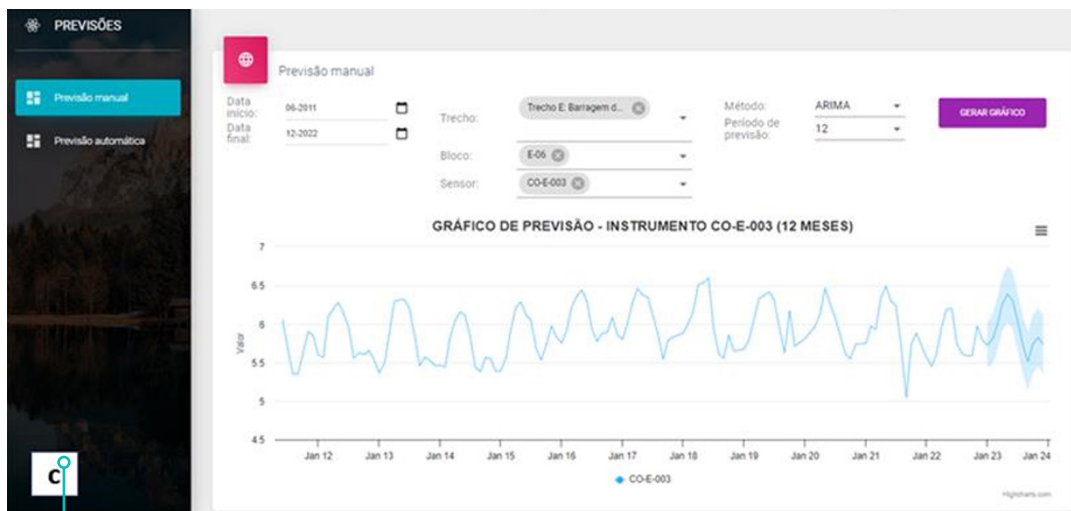 PREVISÕES
Previsão manual
Previsão automática
Previsão manual
Data início:
06-2011
Data final:
12-2022
Trecho:
Trecho E: Barragem d...
Bloco:
E-06
Sensor:
CO-E-003
Método:
ARIMA
Período de previsão:
12
GERAR GRÁFICO
GRÁFICO DE PREVISÃO - INSTRUMENTO CO-E-003 (12 MESES)
Valor
7
6.5
6
5.5
5
4.5
Jan 12 Jan 13 Jan 14 Jan 15 Jan 16 Jan 17 Jan 18 Jan 19 Jan 20 Jan 21 Jan 22 Jan 23 Jan 24
CO-E-003
Highcharts.com
C